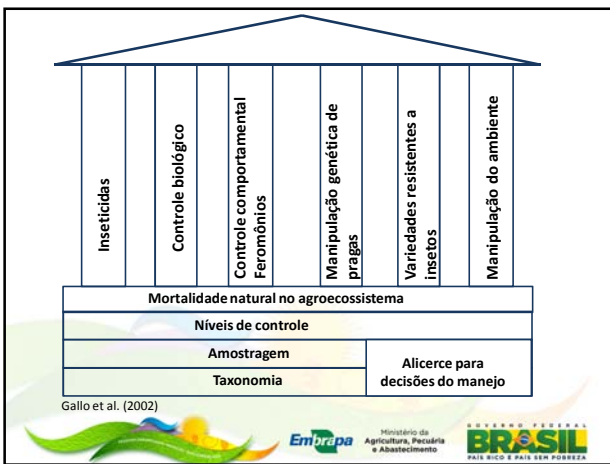 Inseticidas
Controle biológico
Controle comportamental
Feromônios
Manipulação genética de
pragas
Variedades resistentes a
insetos
Manipulação do ambiente
Mortalidade natural no agroecossistema
Níveis de controle
Amostragem
Taxonomia
Alicerce para
decisões do manejo
Gallo et al. (2002)
Embrapa
Ministério da
Agricultura, Pecuária
e Abastecimento
GOVERNO FEDERAL
BRASIL
PAÍS RICO É PAÍS SEM POBREZA